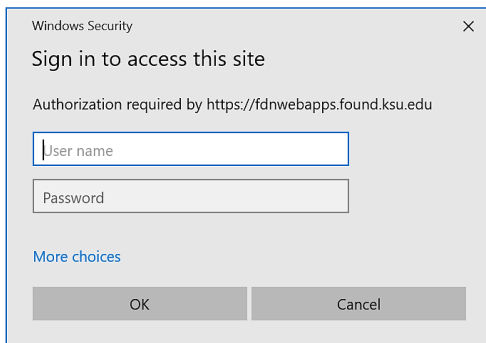 Windows Security
Sign in to access this site
Authorization required by https://fdnwebapps.found.ksu.edu
User name
Password
More choices
OK
Cancel